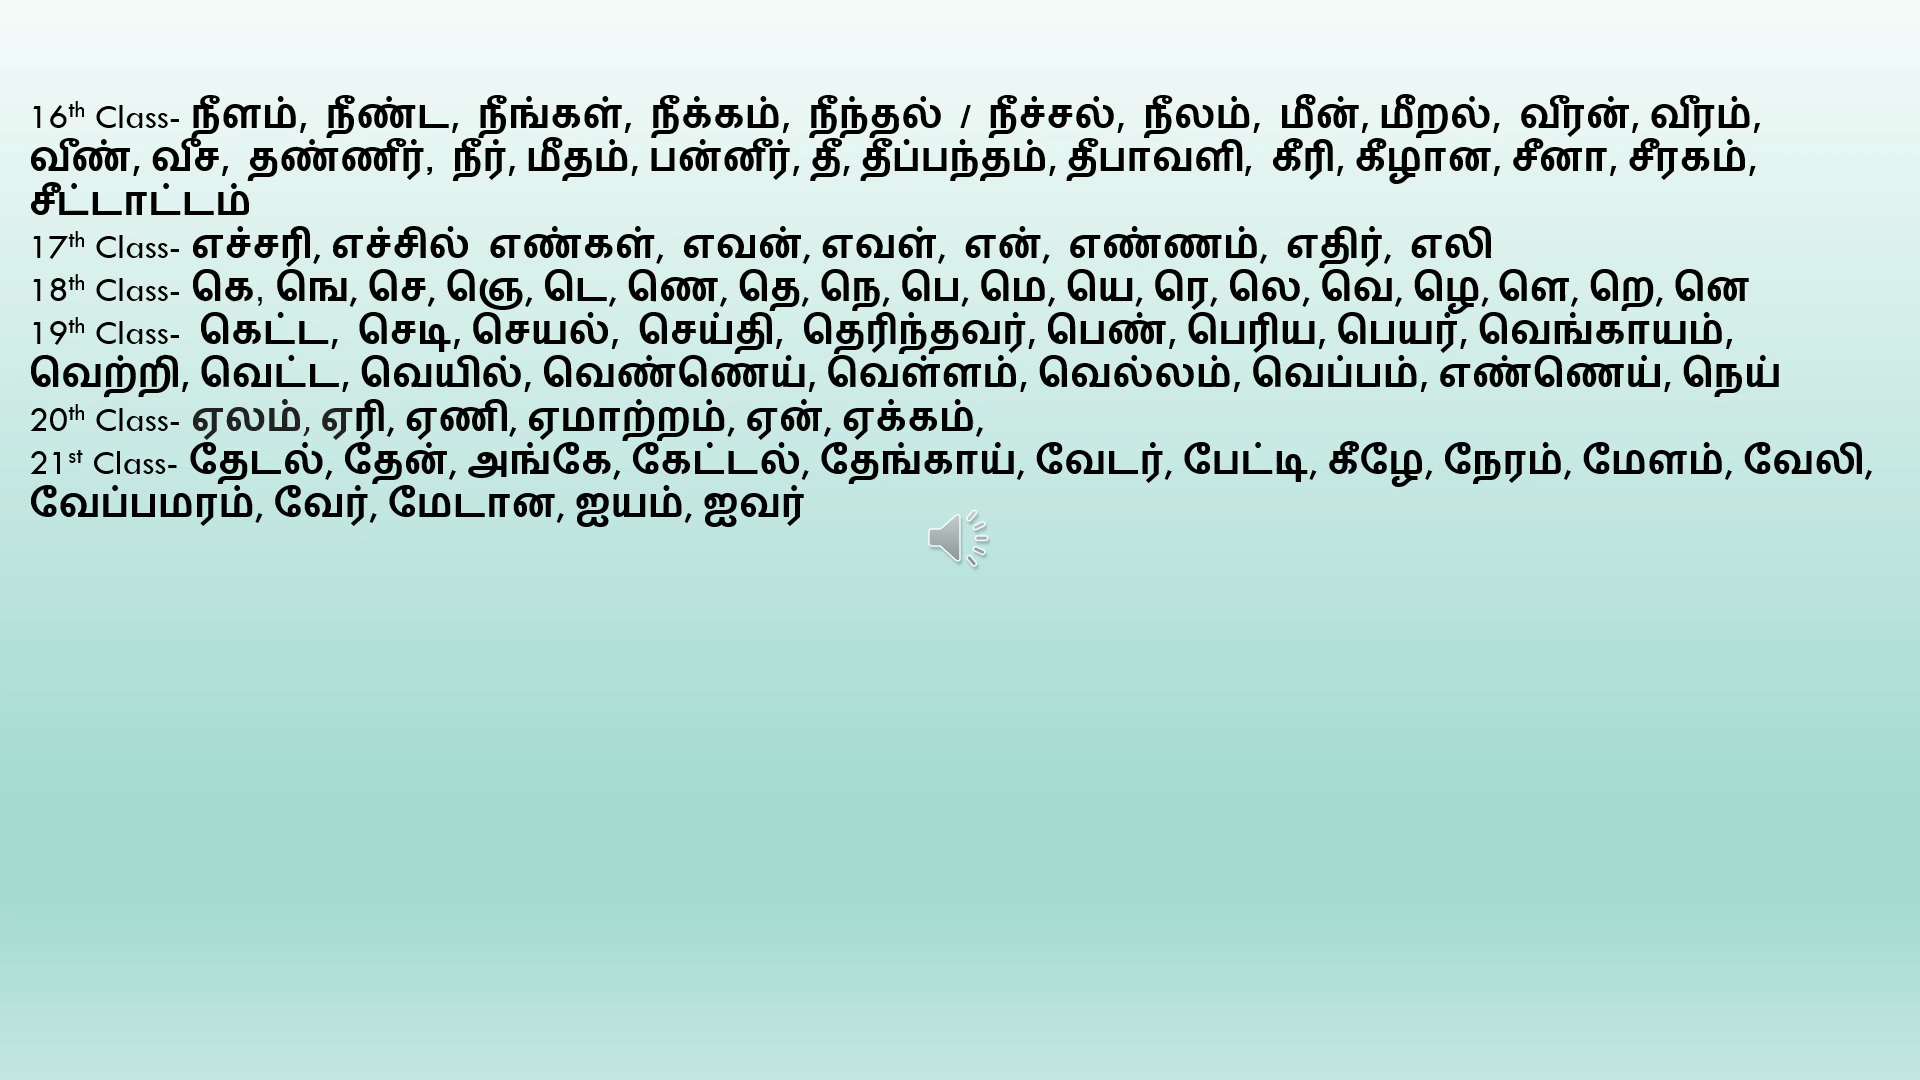 16th Class- நீளம், நீண்ட, நீங்கள், நீக்கம், நீந்தல் / நீச்சல், நீலம், மீன், மீறல், வீரன், வீரம்,
வீண், வீச, தண்ணீர், நீர், மீதம், பன்னீர், தீ, தீப்பந்தம், தீபாவளி, கீரி, கீழான, சீனா, சீரகம்,
சீட்டாட்டம்
17th Class- எச்சரி, எச்சில் எண்கள், எவன், எவள், என், எண்ணம், எதிர், எலி
18th Class- கெ, ஙெ, செ, ஞெ, டெ, ணெ, தெ, நெ, பெ, மெ, யெ, ரெ, லெ, வெ, ழெ, ளெ, றெ, னெ
19th Class- கெட்ட, செடி, செயல், செய்தி, தெரிந்தவர், பெண், பெரிய, பெயர், வெங்காயம்,
வெற்றி, வெட்ட, வெயில், வெண்ணெய், வெள்ளம், வெல்லம், வெப்பம், எண்ணெய், நெய்
20th Class- ஏலம், ஏரி, ஏணி, ஏமாற்றம், ஏன், ஏக்கம்,
21st Class- தேடல், தேன், அங்கே, கேட்டல், தேங்காய், வேடர், பேட்டி, கீழே, நேரம், மேளம், வேலி,
வேப்பமரம், வேர், மேடான, ஐயம், ஐவர்